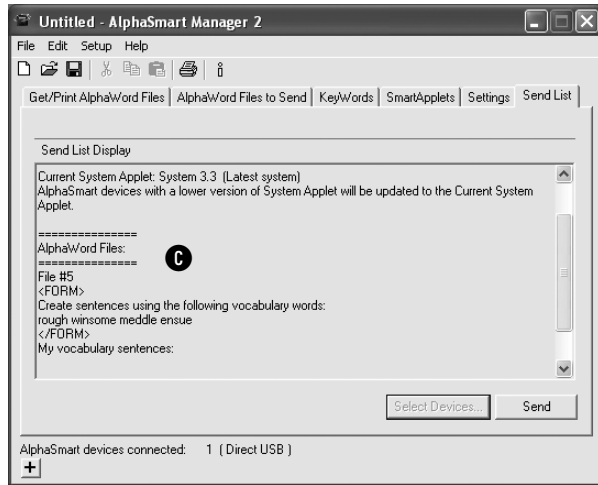 Untitled - AlphaSmart Manager 2
File Edit Setup Help
Get/Print AlphaWord Files AlphaWord Files to Send KeyWords SmartApplets Settings Send List
Send List Display
Current System Applet: System 3.3 (Latest system)
AlphaSmart devices with a lower version of System Applet will be updated to the Current System
Applet.
===============
AlphaWord Files:
===============
C
File #5
<FORM>
Create sentences using the following vocabulary words:
rough winsome meddle ensue
</FORM>
My vocabulary sentences:
Select Devices... Send
AlphaSmart devices connected: 1 ( Direct USB )
+